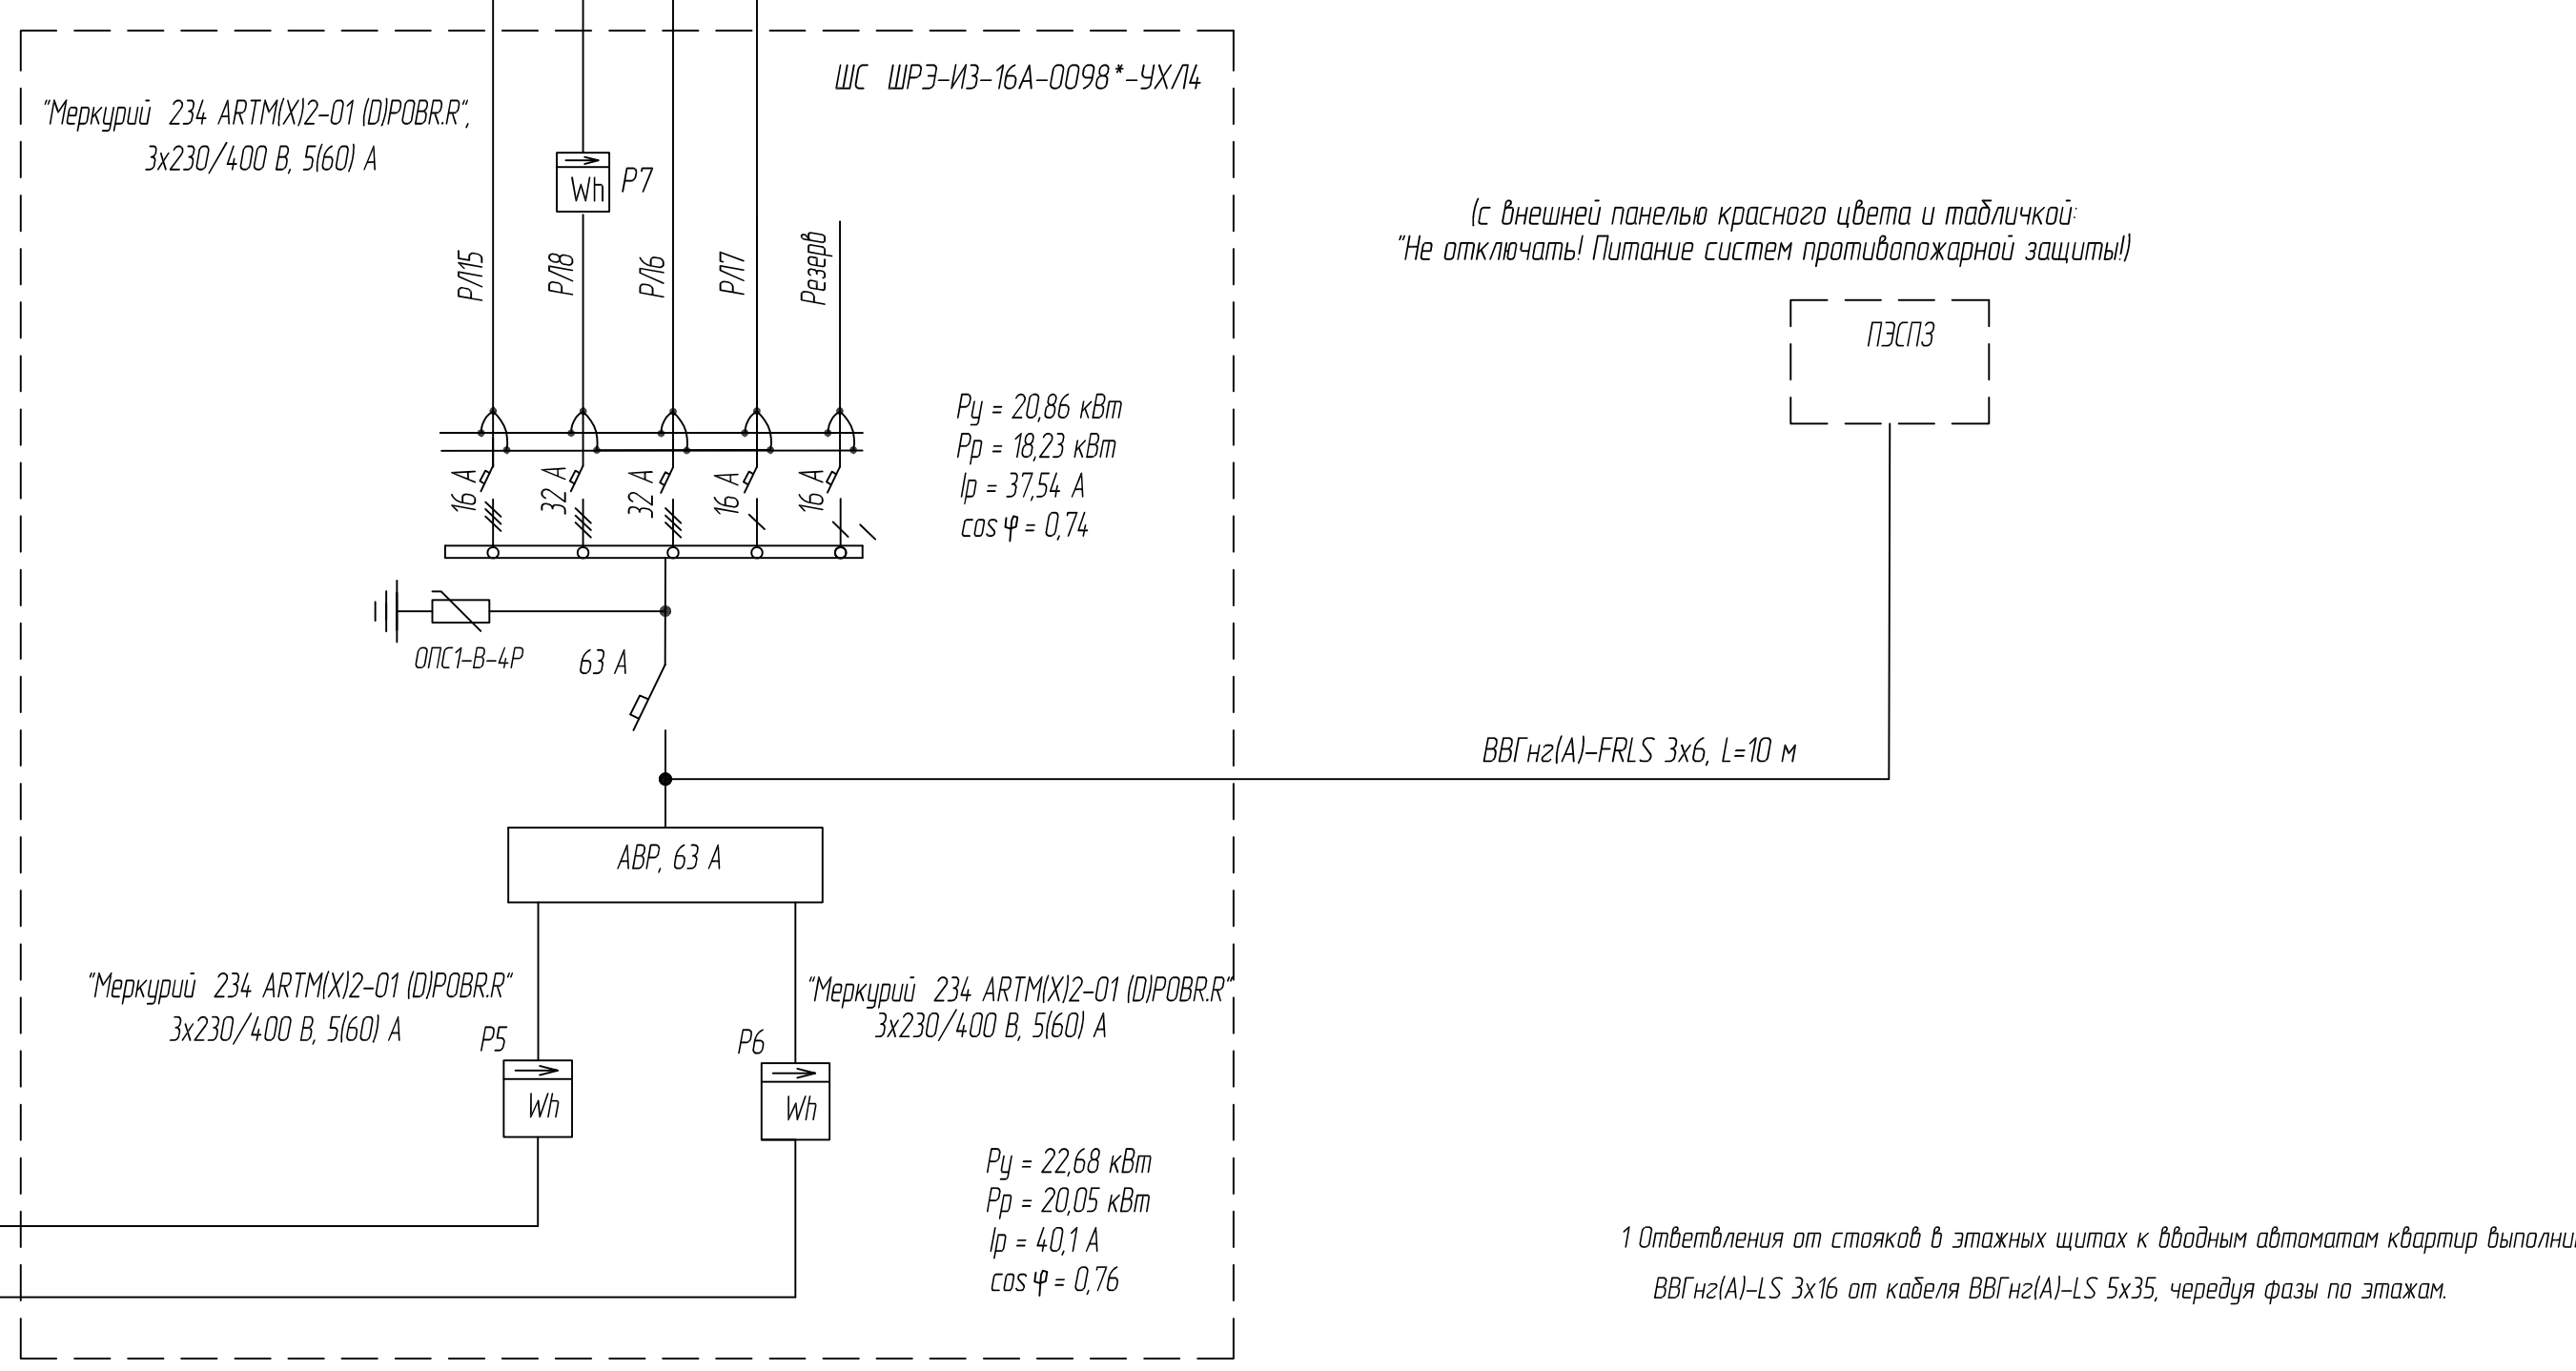 ШС ШРЭ-ИЗ-16А-0098*-УХЛ4
"Меркурий 234 ARTM(X)2-01 (D)POBR.R",
3х230/400 В, 5(60) А
Wh
Р7
(с внешней панелью красного цвета и табличкой:
"Не отключать! Питание систем противопожарной защиты!)
РЛ15
РЛ8
РЛ6
РЛ7
Резерв
ПЭСПЗ
Ру = 20,86 кВт
Рр = 18,23 кВт
Iр = 37,54 А
cos φ = 0,74
16 А
32 А
32 А
16 А
16 А
ОПС1-В-4Р
63 А
ВВГнг(А)-FRLS 3х6, L=10 м
АВР, 63 А
"Меркурий 234 ARTM(X)2-01 (D)POBR.R"
3х230/400 В, 5(60) А
Р5
Wh
"Меркурий 234 ARTM(X)2-01 (D)POBR.R"
3х230/400 В, 5(60) А
Р6
Wh
Ру = 22,68 кВт
Рр = 20,05 кВт
Iр = 40,1 А
cos φ = 0,76
1 Ответвления от стояков в этажных щитах к вводным автоматам квартир
ВВГнг(А)-LS 3х16 от кабеля ВВГнг(А)-LS 5х35, чередуя фазы по этажам.